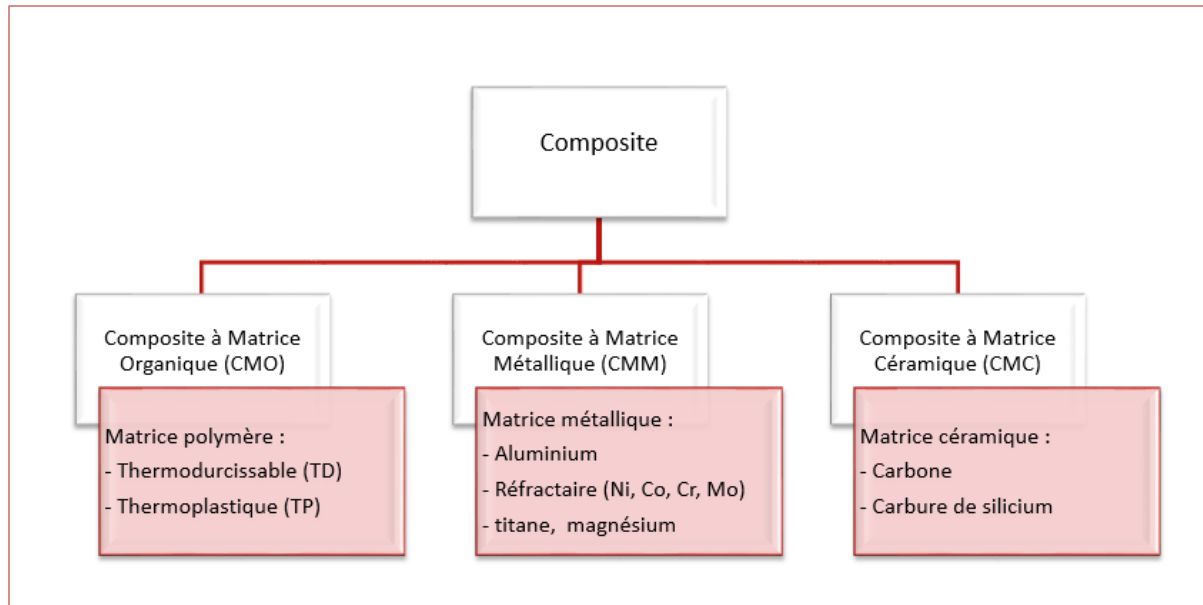 Composite
Composite à Matrice
Organique (CMO)
Matrice polymère :
- Thermodurcissable (TD)
- Thermoplastique (TP)
Composite à Matrice
Métallique (CMM)
Matrice métallique :
- Aluminium
- Réfractaire (Ni, Co, Cr, Mo)
- titane, magnésium
Composite à Matrice
Céramique (CMC)
Matrice céramique :
- Carbone
- Carbure de silicium